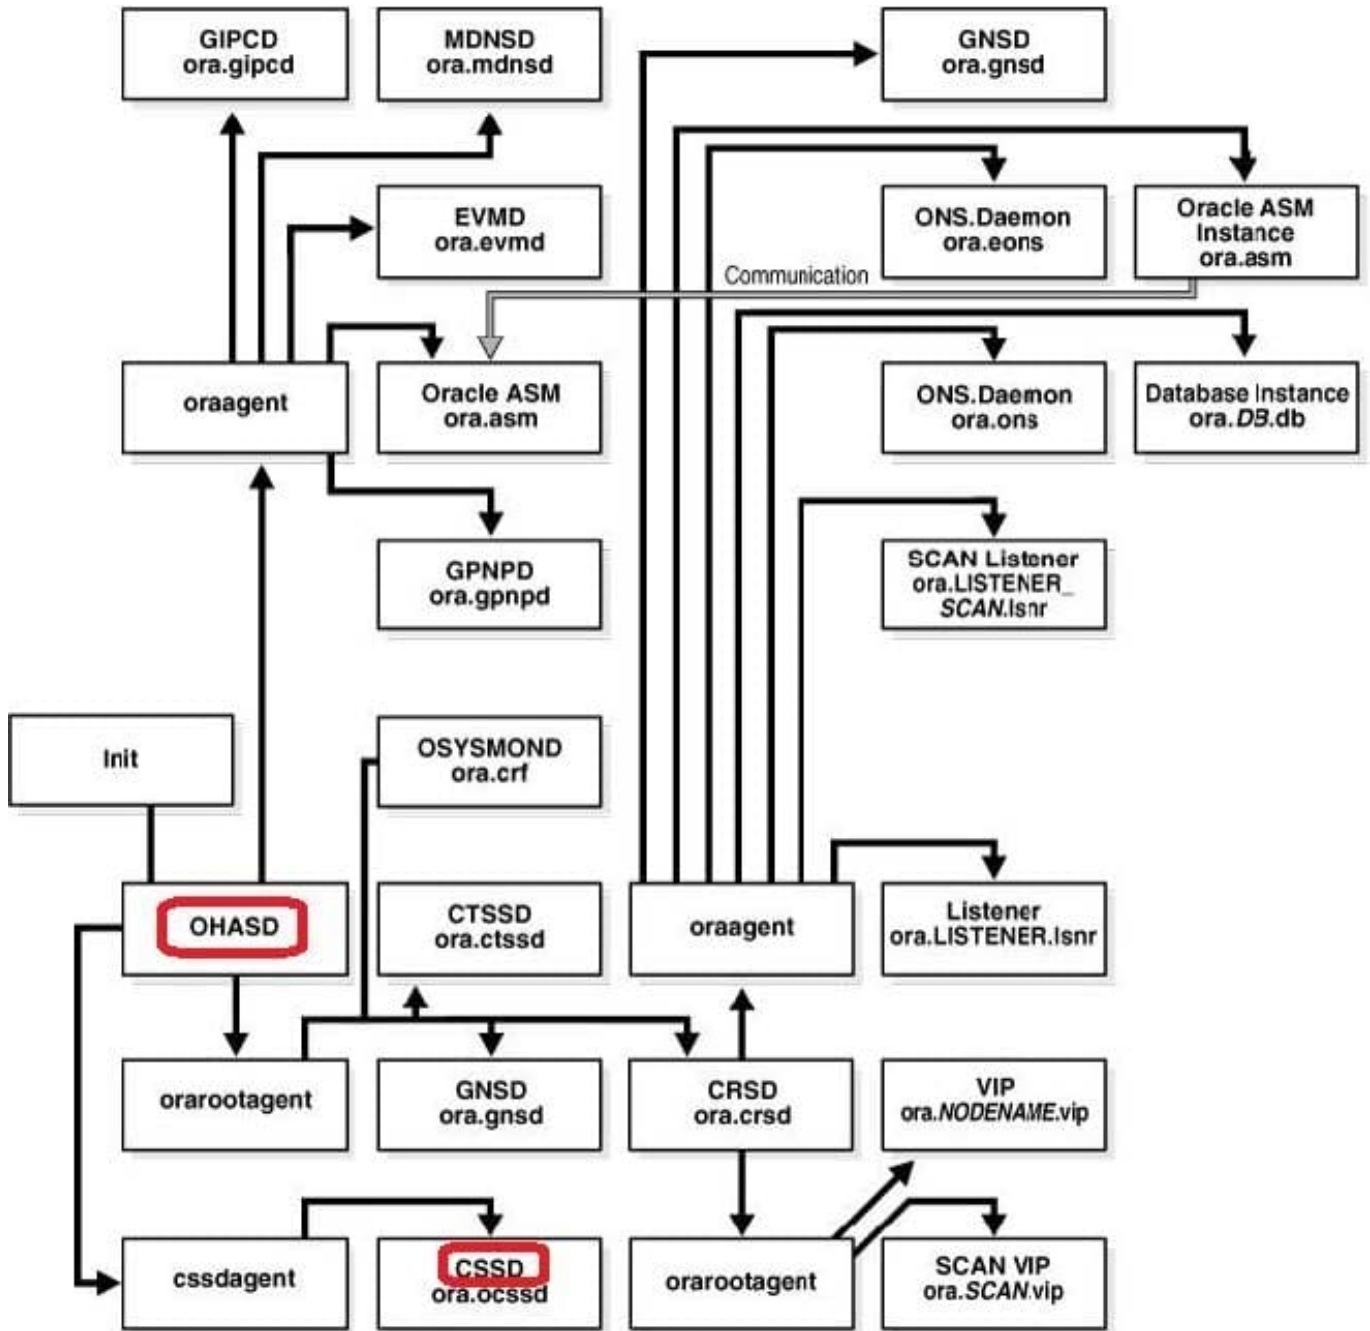 GIPCD
ora.gipcd
MDNSD
ora.mdnsd
GNSD
ora.gnsd
EVMD
ora.evmd
ONS.Daemon
ora.eons
Oracle ASM
Instance
ora.asm
Communication
oraagent
Oracle ASM
ora.asm
ONS.Daemon
ora.ons
Database Instance
ora.DB.db
GPNPD
ora.gpnpd
SCAN Listener
ora.LISTENER_
SCAN.lsnr
Init
OSYSMOND
ora.crf
OHASD
CTSSD
ora.ctssd
oraagent
Listener
ora.LISTENER.lsnr
orarootagent
GNSD
ora.gnsd
CRSD
ora.crsd
VIP
ora.NODENAME.vip
cssdagent
CSSD
ora.ocssd
orarootagent
SCAN VIP
ora.SCAN.vip